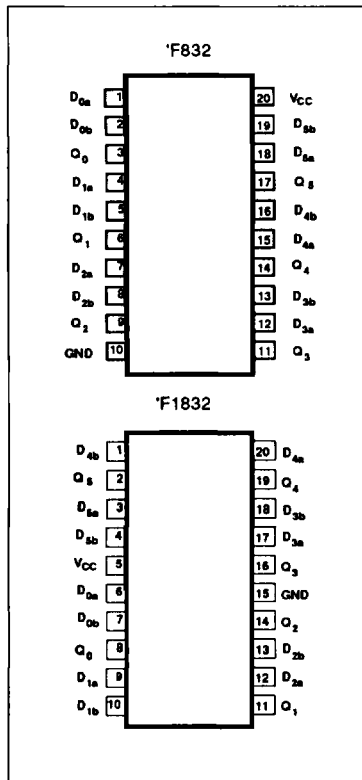 'F832
D0a 1 20 VCC
D0b 2 19 D5b
Q0 3 18 D5a
D1a 4 17 Q5
D1b 5 16 D4b
Q1 6 15 D4a
D2a 7 14 Q4
D2b 8 13 D3b
Q2 9 12 D3a
GND 10 11 Q3
'F1832
D4b 1 20 D4a
Q5 2 19 Q4
D5a 3 18 D3b
D5b 4 17 D3a
VCC 5 16 Q3
D0a 6 15 GND
D0b 7 14 Q2
Q0 8 13 D2b
D1a 9 12 D2a
D1b 10 11 Q1